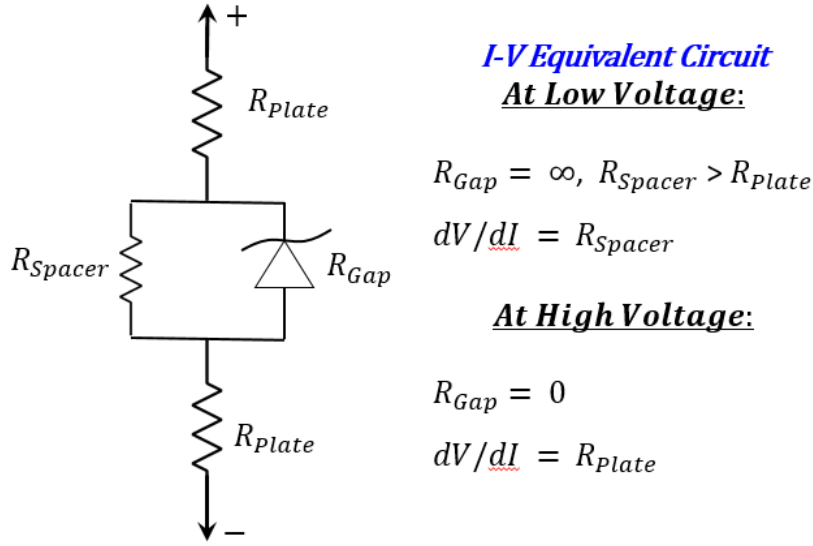 +
R_Plate
R_Spacer
R_Gap
R_Plate
−
I-V Equivalent Circuit
At Low Voltage:
R_Gap = ∞, R_Spacer > R_Plate
dV/dI = R_Spacer
At High Voltage:
R_Gap = 0
dV/dI = R_Plate